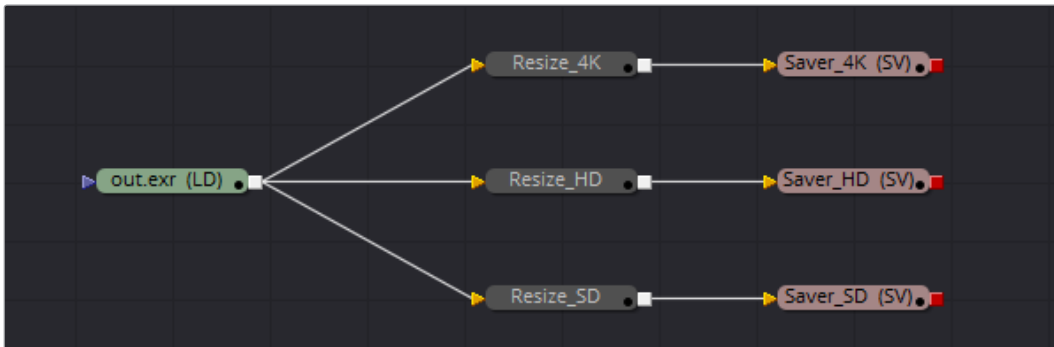 Resize_4K
Saver_4K (SV)
out.exr (LD)
Resize_HD
Saver_HD (SV)
Resize_SD
Saver_SD (SV)